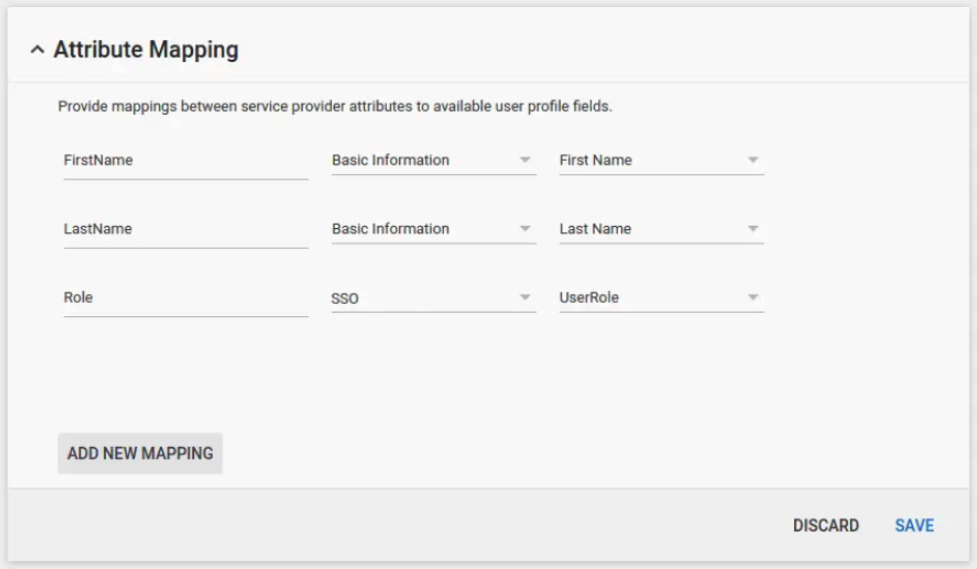 Attribute Mapping
Provide mappings between service provider attributes to available user profile fields.
FirstName Basic Information First Name
LastName Basic Information Last Name
Role SSO UserRole
ADD NEW MAPPING
DISCARD SAVE